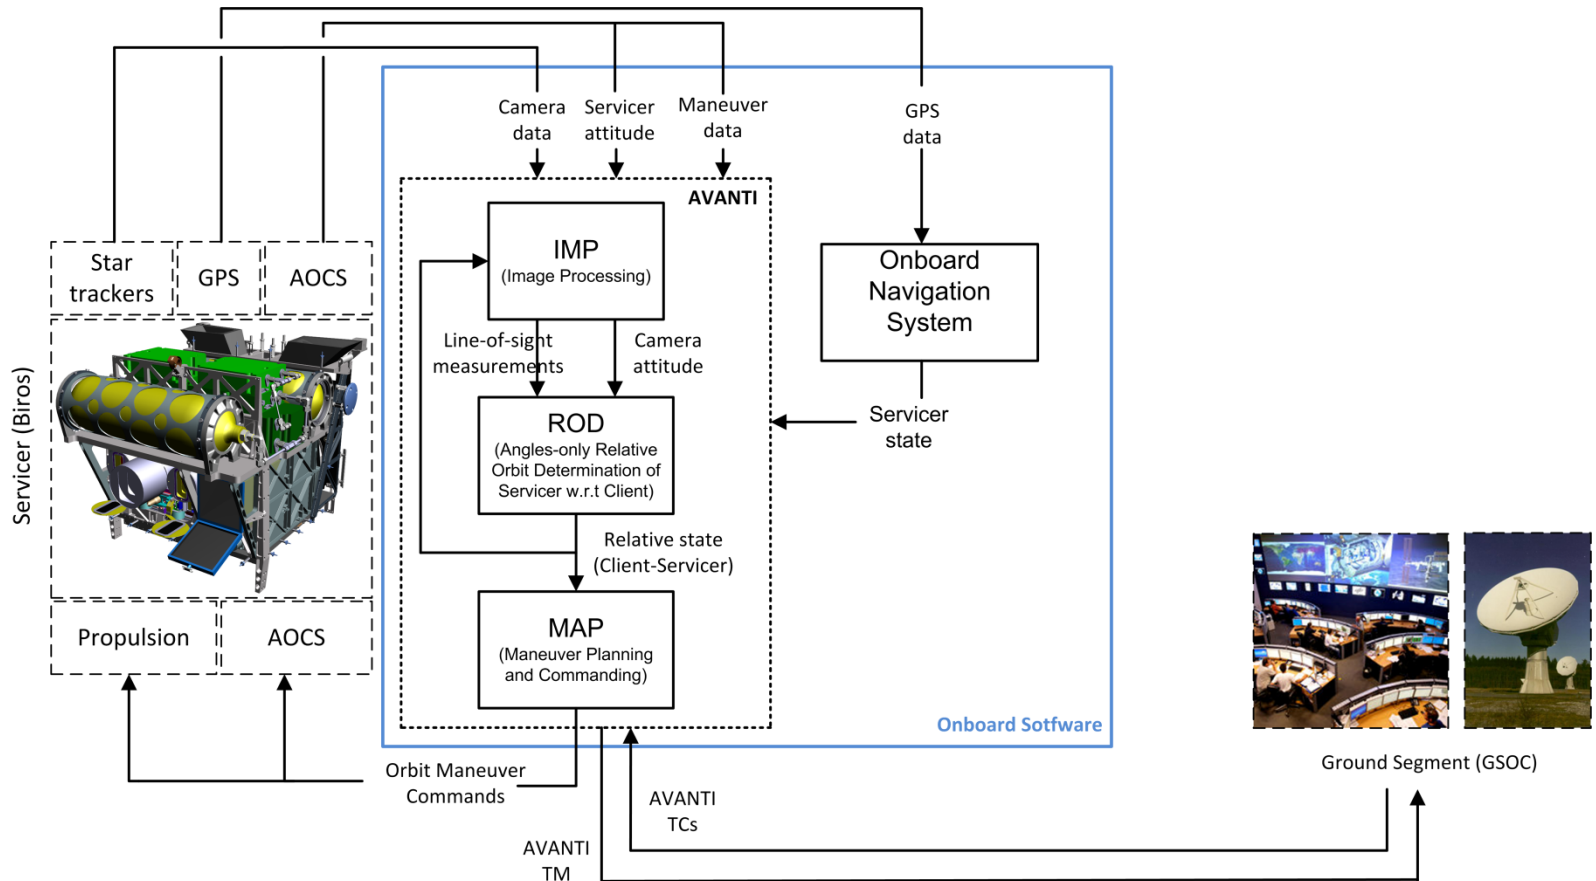 Camera
data
Servicer
attitude
Maneuver
data
GPS
data
AVANTI
IMP
(Image Processing)
Onboard
Navigation
System
Star
trackers
GPS
AOCS
Line-of-sight
measurements
Camera
attitude
Servicer
state
ROD
(Angles-only Relative
Orbit Determination of
Servicer w.r.t Client)
Servicer (Biros)
Relative state
(Client-Servicer)
MAP
(Maneuver Planning
and Commanding)
Propulsion
AOCS
Onboard Sotfware
Orbit Maneuver
Commands
Ground Segment (GSOC)
AVANTI
TCs
AVANTI
TM